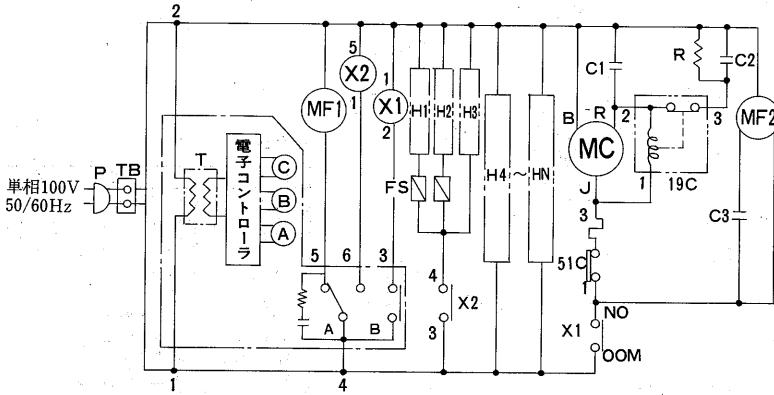 2
5
X2
1
1
X1
2
MF1
H1
H2
H3
FS
H4
~
HN
B
R
MC
J
3
C1
R
C2
2
3
1
19C
MF2
C3
T
電子コントローラ
C
B
A
P
TB
単相100V
50/60Hz
5
6
3
A
B
4
X2
3
51C
1
X1
NO
OOM
1
4